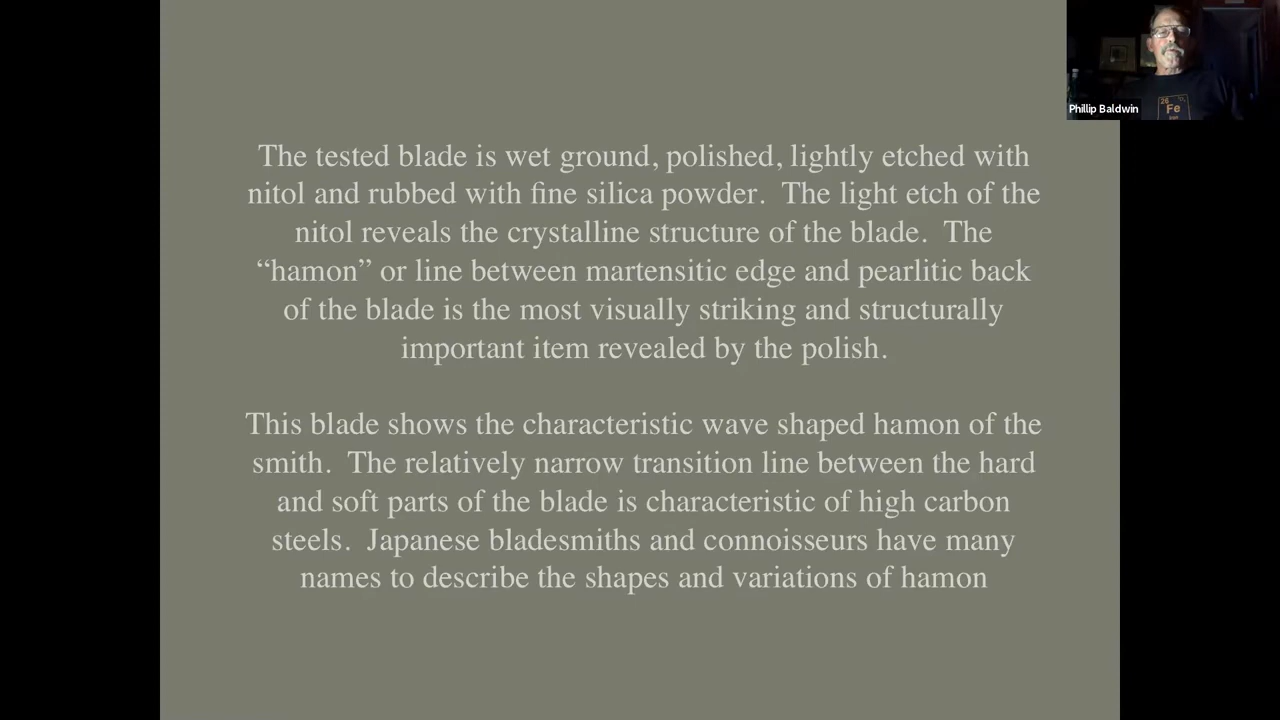 The tested blade is wet ground, polished, lightly etched with
nitol and rubbed with fine silica powder.  The light etch of the
nitol reveals the crystalline structure of the blade.  The
“hamon” or line between martensitic edge and pearlitic back
of the blade is the most visually striking and structurally
important item revealed by the polish.
This blade shows the characteristic wave shaped hamon of the
smith.  The relatively narrow transition line between the hard
and soft parts of the blade is characteristic of high carbon
steels.  Japanese bladesmiths and connoisseurs have many
names to describe the shapes and variations of hamon
Phillip Baldwin
26
Fe